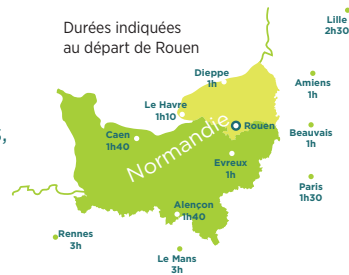 Durées indiquées
au départ de Rouen
Lille
2h30
Dieppe
1h
Amiens
1h
Le Havre
1h10
Rouen
Caen
1h40
Beauvais
1h
Normandie
Evreux
1h
Paris
1h30
Alençon
1h40
Rennes
3h
Le Mans
3h